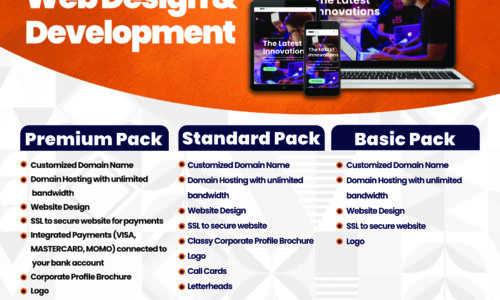 Web Design &
Development
The Latest
Innovations
The Latest
Innovations
The Latest
Innovations
Premium Pack
Customized Domain Name
Domain Hosting with unlimited
bandwidth
Website Design
SSL to secure website for payments
Integrated Payments (VISA,
MASTERCARD, MOMO) connected to
your bank account
Corporate Profile Brochure
Logo
Standard Pack
Customized Domain Name
Domain Hosting with unlimited
bandwidth
Website Design
SSL to secure website
Classy Corporate Profile Brochure
Logo
Call Cards
Letterheads
Basic Pack
Customized Domain Name
Domain Hosting with unlimited
bandwidth
Website Design
SSL to secure website
Logo